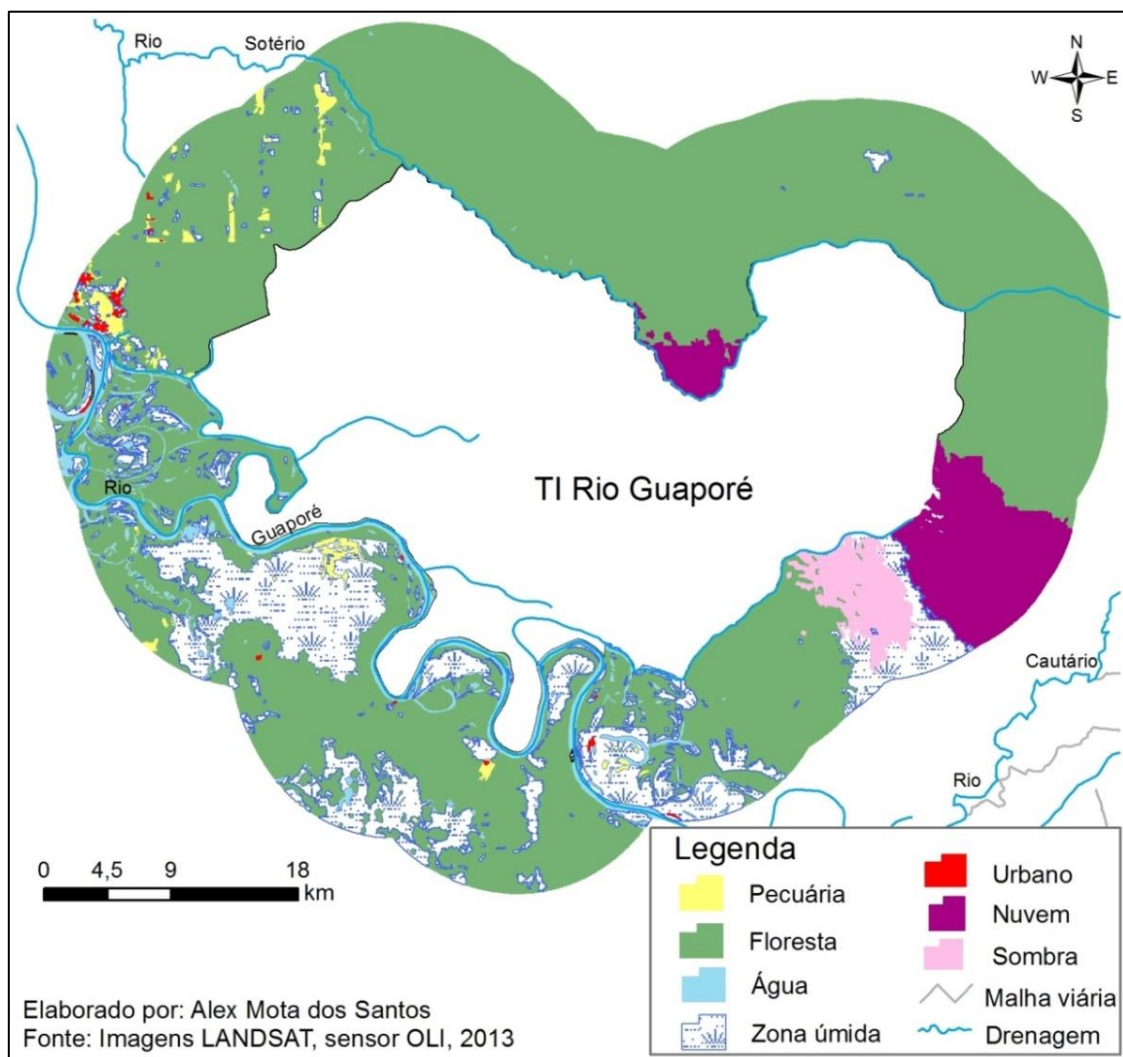 Rio Sotério
N
W E
S
TI Rio Guaporé
Rio
Guaporé
Cautário
Rio
0 4,5 9 18
km
Legenda
Pecuária
Floresta
Água
Zona úmida
Urbano
Nuvem
Sombra
Malha viária
Drenagem
Elaborado por: Alex Mota dos Santos
Fonte: Imagens LANDSAT, sensor OLI, 2013